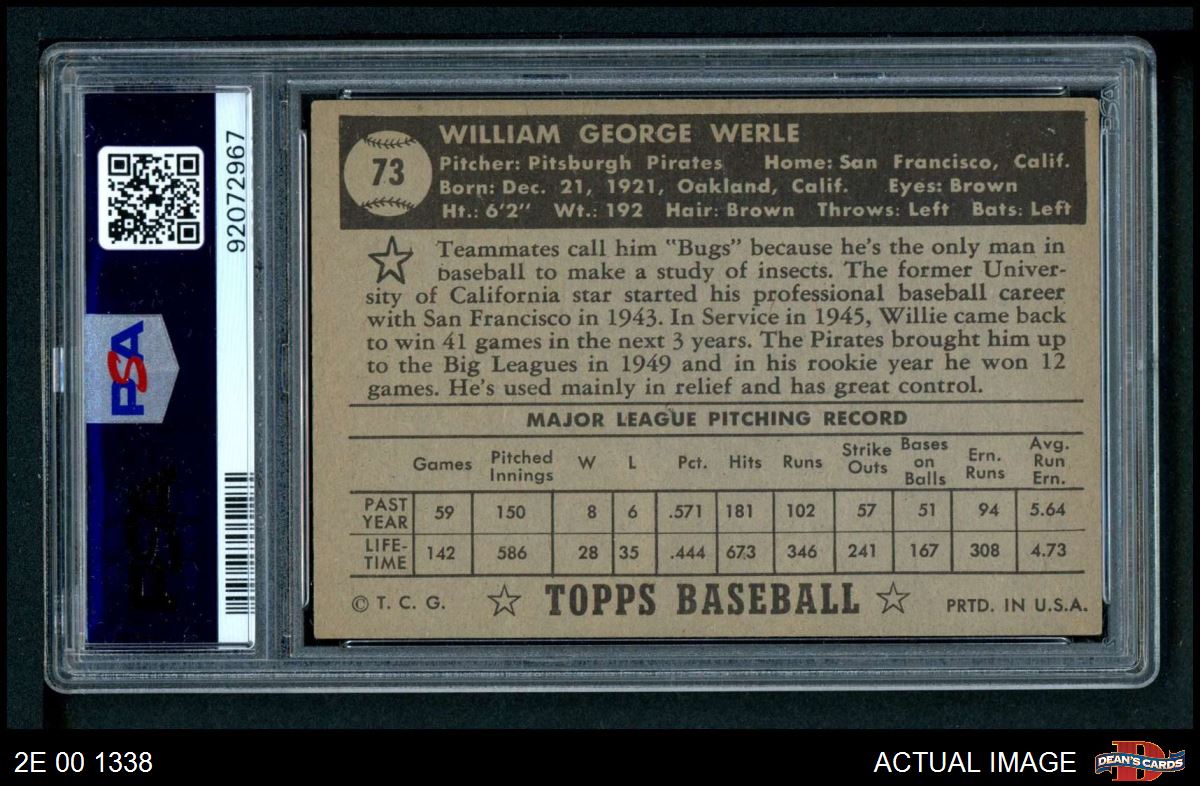 92072967
PSA
73
WILLIAM GEORGE WERLE
Pitcher: Pitsburgh Pirates Home: San Francisco, Calif.
Born: Dec. 21, 1921, Oakland, Calif. Eyes: Brown
Ht.: 6'2" Wt.: 192 Hair: Brown Throws: Left Bats: Left
Teammates call him "Bugs" because he's the only man in
baseball to make a study of insects. The former Univer-
sity of California star started his professional baseball career
with San Francisco in 1943. In Service in 1945, Willie came back
to win 41 games in the next 3 years. The Pirates brought him up
to the Big Leagues in 1949 and in his rookie year he won 12
games. He's used mainly in relief and has great control.
MAJOR LEAGUE PITCHING RECORD
Games Pitched Innings W L Pct. Hits Runs Strike Outs Bases on Balls Ern. Runs Avg. Run Ern.
PAST YEAR 59 150 8 6 .571 181 102 57 51 94 5.64
LIFE-TIME 142 586 28 35 .444 673 346 241 167 308 4.73
© T. C. G. ☆ TOPPS BASEBALL ☆ PRTD. IN U.S.A.
2E 00 1338
ACTUAL IMAGE
DEAN'S CARDS